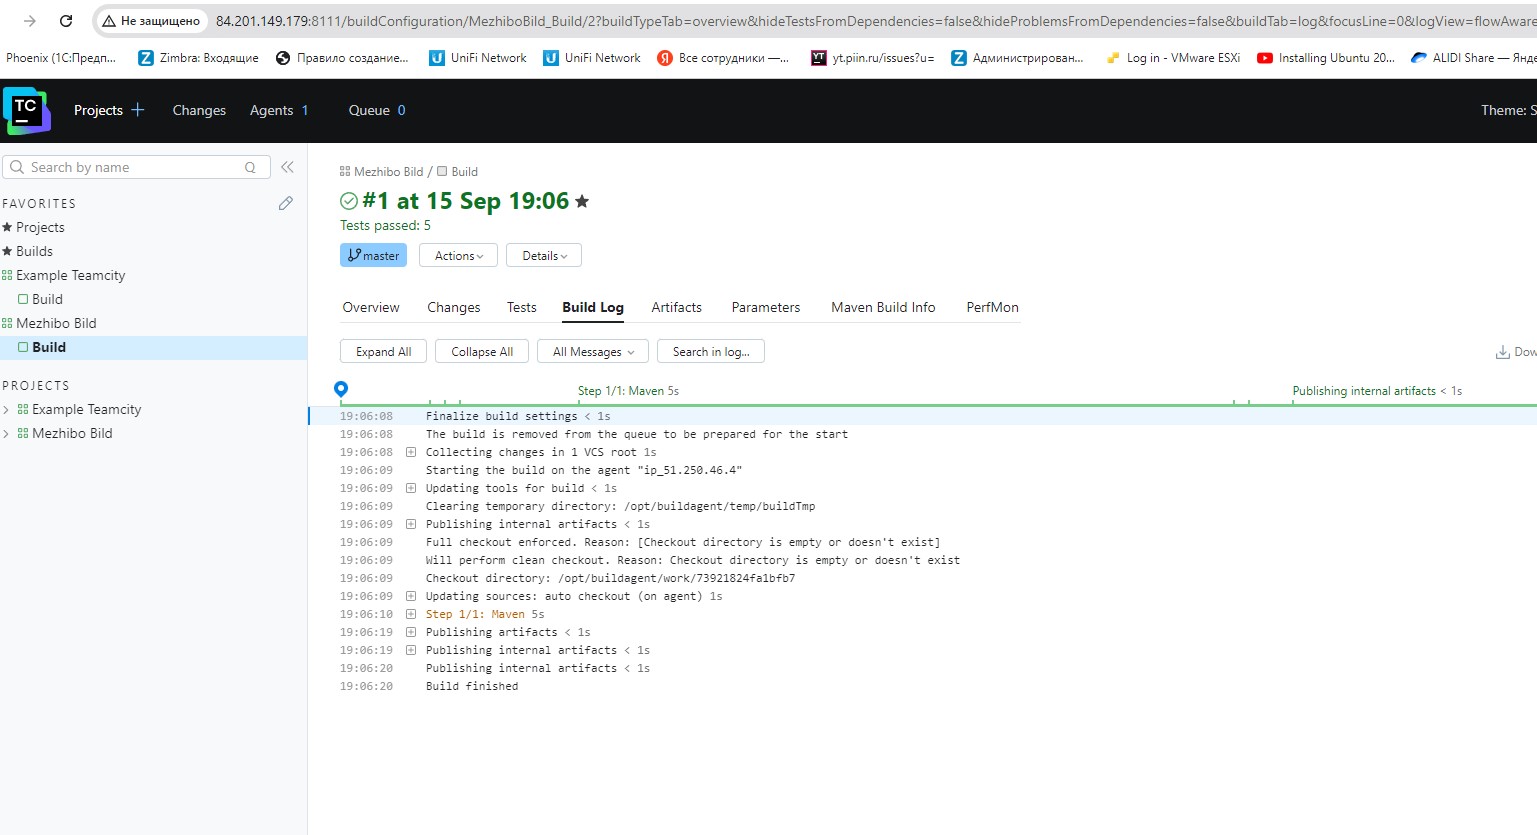 Не защищено 84.201.149.179:8111/buildConfiguration/MezhiboBild_Build/2?buildTypeTab=overview&hideTestsFromDependencies=false&hideProblemsFromDependencies=false&buildTab=log&focusLine=0&logView=flowAware
Phoenix (1С:Предп... Zimbra: Входящие Правило создание... UniFi Network UniFi Network Все сотрудники —... yt.piin.ru/issues?u= Администрирован... Log in - VMware ESXi Installing Ubuntu 20... ALIDI Share — Янде
TC Projects Changes Agents 1 Queue 0 Theme: S
Search by name Q
Mezhibo Bild / Build
#1 at 15 Sep 19:06
Tests passed: 5
master Actions Details
FAVORITES
Projects
Builds
Example Teamcity
Build
Mezhibo Bild
Build
PROJECTS
Example Teamcity
Mezhibo Bild
Overview Changes Tests Build Log Artifacts Parameters Maven Build Info PerfMon
Expand All Collapse All All Messages Search in log... Dow
Step 1/1: Maven 5s Publishing internal artifacts < 1s
19:06:08 Finalize build settings < 1s
19:06:08 The build is removed from the queue to be prepared for the start
19:06:08 Collecting changes in 1 VCS root 1s
19:06:09 Starting the build on the agent "ip_51.250.46.4"
19:06:09 Updating tools for build < 1s
19:06:09 Clearing temporary directory: /opt/buildagent/temp/buildTmp
19:06:09 Publishing internal artifacts < 1s
19:06:09 Full checkout enforced. Reason: [Checkout directory is empty or doesn't exist]
19:06:09 Will perform clean checkout. Reason: Checkout directory is empty or doesn't exist
19:06:09 Checkout directory: /opt/buildagent/work/73921824fa1bfb7
19:06:09 Updating sources: auto checkout (on agent) 1s
19:06:10 Step 1/1: Maven 5s
19:06:19 Publishing artifacts < 1s
19:06:19 Publishing internal artifacts < 1s
19:06:20 Publishing internal artifacts < 1s
19:06:20 Build finished